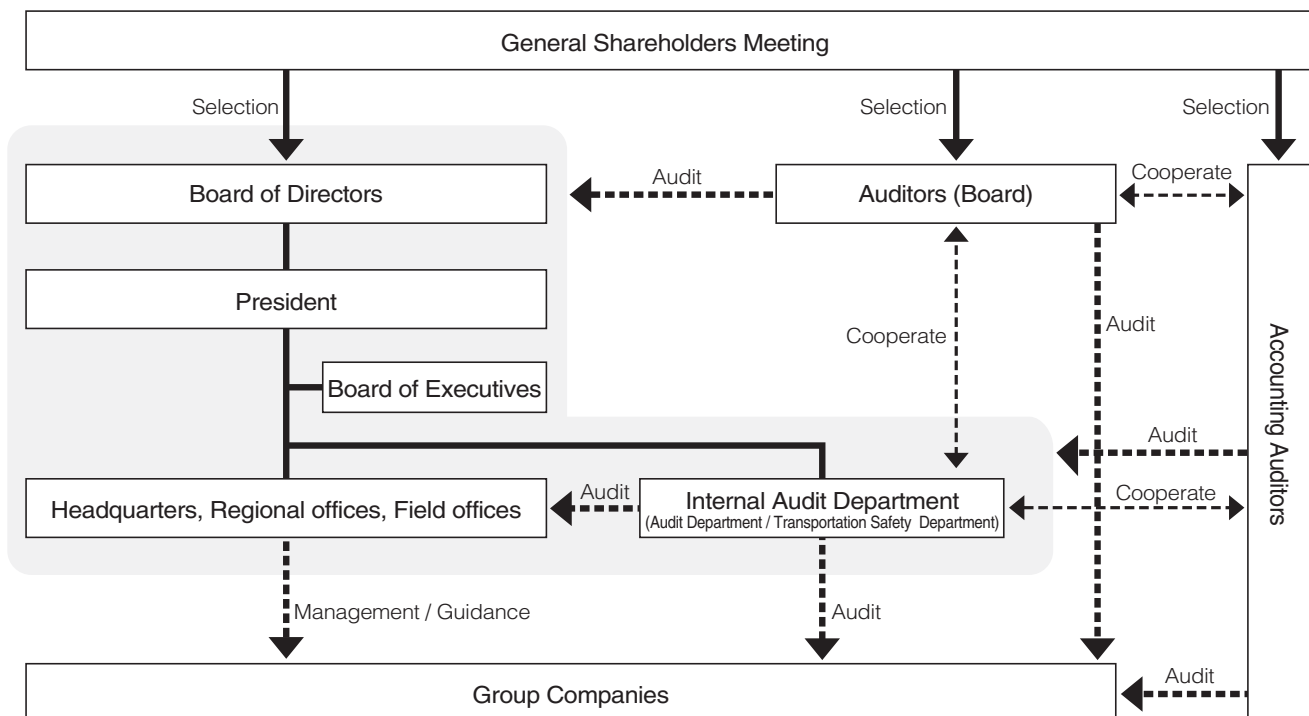 General Shareholders Meeting
Selection
Selection
Selection
Board of Directors
Audit
Auditors (Board)
Cooperate
President
Cooperate
Audit
Board of Executives
Accounting Auditors
Audit
Headquarters, Regional offices, Field offices
Audit
Internal Audit Department
(Audit Department / Transportation Safety Department)
Cooperate
Management / Guidance
Audit
Group Companies
Audit